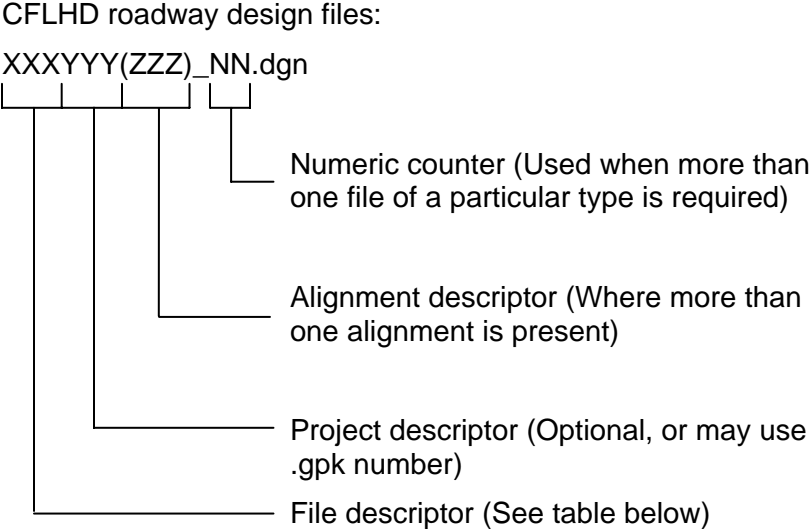 CFLHD roadway design files:
XXXYYY(ZZZ)_NN.dgn
Numeric counter (Used when more than
one file of a particular type is required)
Alignment descriptor (Where more than
one alignment is present)
Project descriptor (Optional, or may use
.gpk number)
File descriptor (See table below)